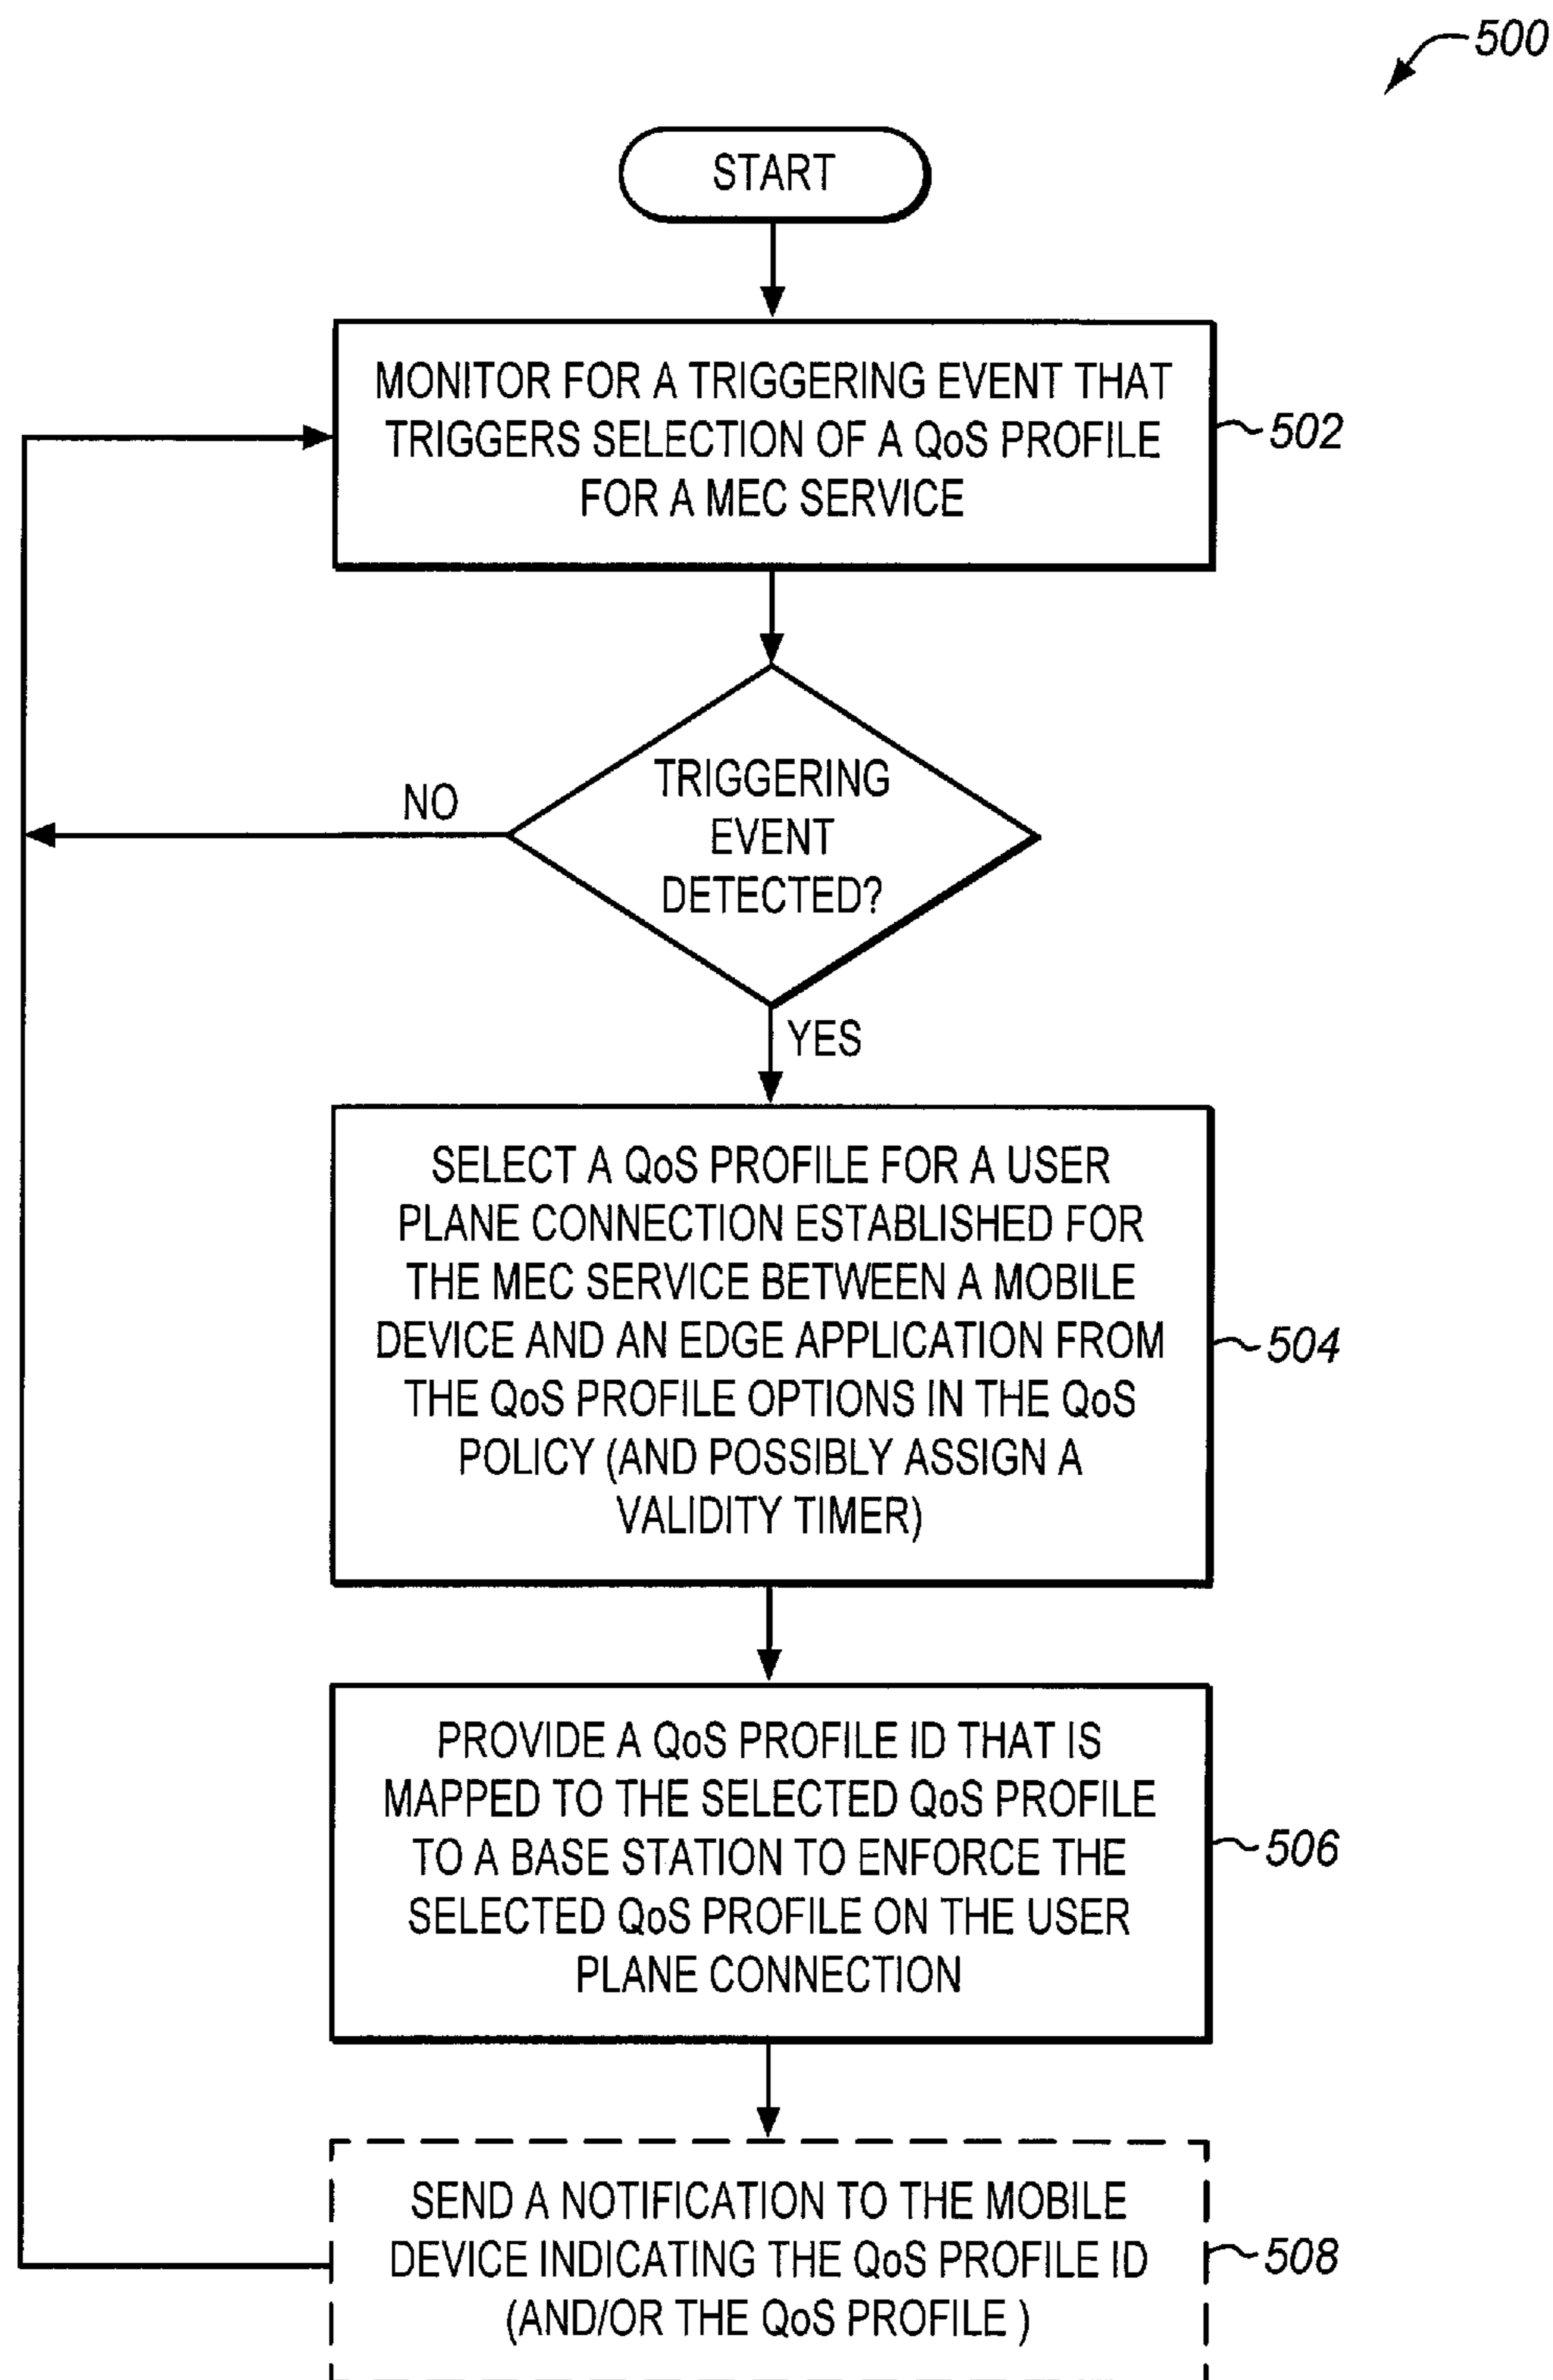 500
START
MONITOR FOR A TRIGGERING EVENT THAT
TRIGGERS SELECTION OF A QoS PROFILE
FOR A MEC SERVICE
502
TRIGGERING
EVENT
DETECTED?
NO
YES
SELECT A QoS PROFILE FOR A USER
PLANE CONNECTION ESTABLISHED FOR
THE MEC SERVICE BETWEEN A MOBILE
DEVICE AND AN EDGE APPLICATION FROM
THE QoS PROFILE OPTIONS IN THE QoS
POLICY (AND POSSIBLY ASSIGN A
VALIDITY TIMER)
504
PROVIDE A QoS PROFILE ID THAT IS
MAPPED TO THE SELECTED QoS PROFILE
TO A BASE STATION TO ENFORCE THE
SELECTED QoS PROFILE ON THE USER
PLANE CONNECTION
506
SEND A NOTIFICATION TO THE MOBILE
DEVICE INDICATING THE QoS PROFILE ID
(AND/OR THE QoS PROFILE )
508